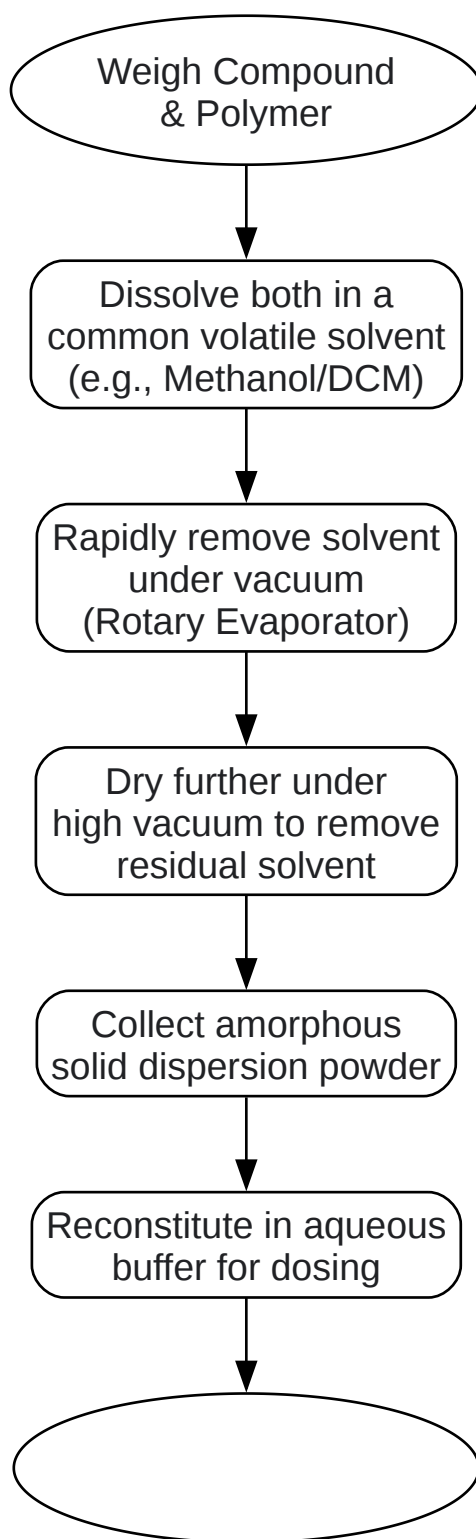 Weigh Compound
& Polymer
Dissolve both in a
common volatile solvent
(e.g., Methanol/DCM)
Rapidly remove solvent
under vacuum
(Rotary Evaporator)
Dry further under
high vacuum to remove
residual solvent
Collect amorphous
solid dispersion powder
Reconstitute in aqueous
buffer for dosing